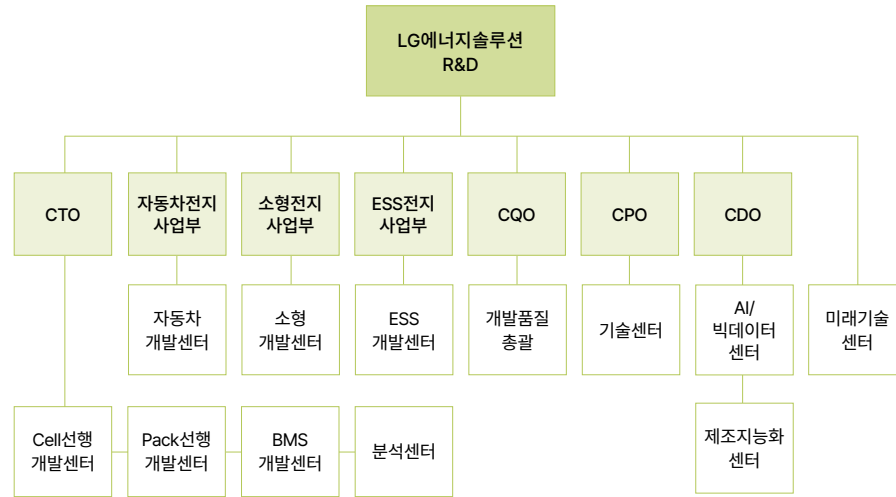 LG에너지솔루션
R&D
CTO
자동차전지
사업부
소형전지
사업부
ESS전지
사업부
CQO
CPO
CDO
자동차
개발센터
소형
개발센터
ESS
개발센터
개발품질
총괄
기술센터
AI/
빅데이터
센터
미래기술
센터
Cell선행
개발센터
Pack선행
개발센터
BMS
개발센터
분석센터
제조지능화
센터